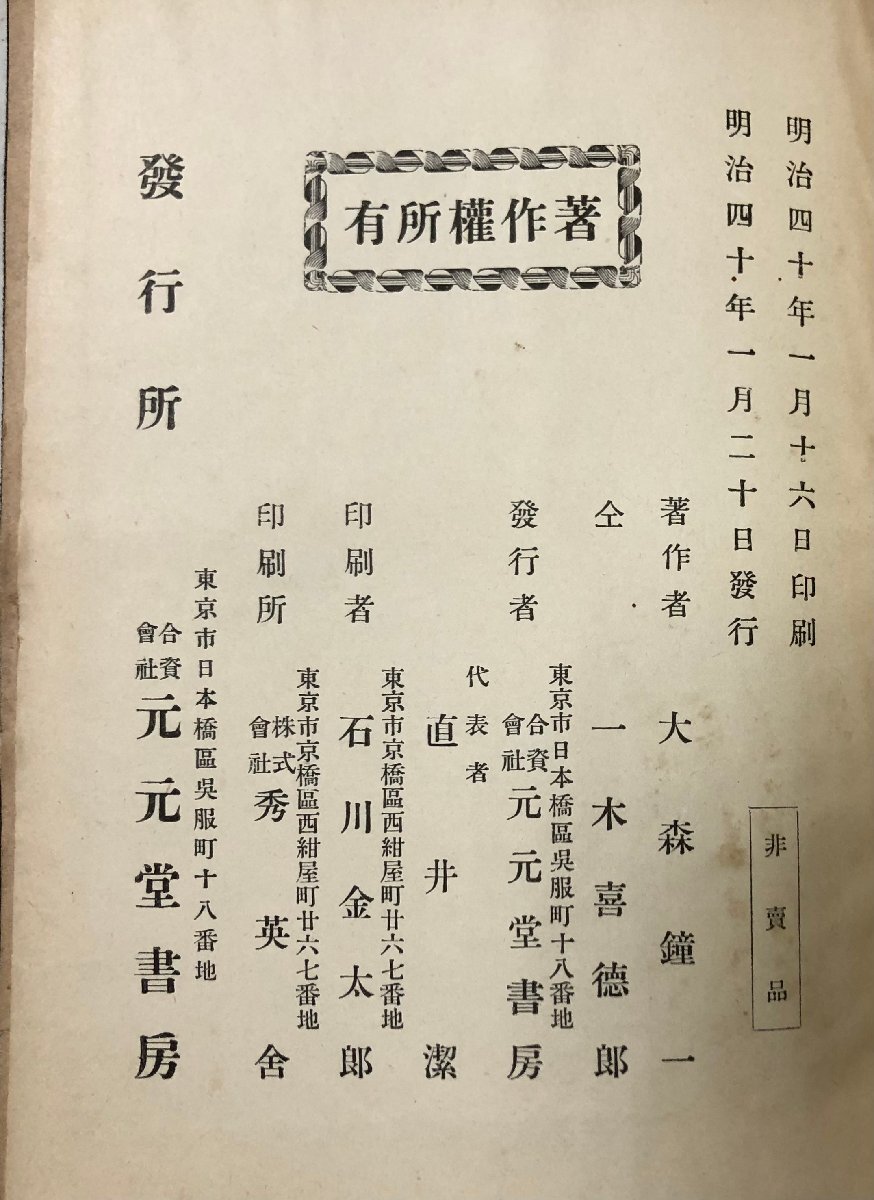 明治四十年一月十六日印刷
明治四十年一月二十日發行
非賣品
著作權所有
著作者 大森鐘一
仝 一木喜德郎
東京市日本橋區吳服町十八番地
發行者 合資會社 元元堂書房
代表者 直井潔
東京市京橋區西紺屋町廿六七番地
印刷者 石川金太郎
東京市京橋區西紺屋町廿六七番地
印刷所 株式會社 秀英舍
東京市日本橋區吳服町十八番地
發行所 合資會社 元元堂書房